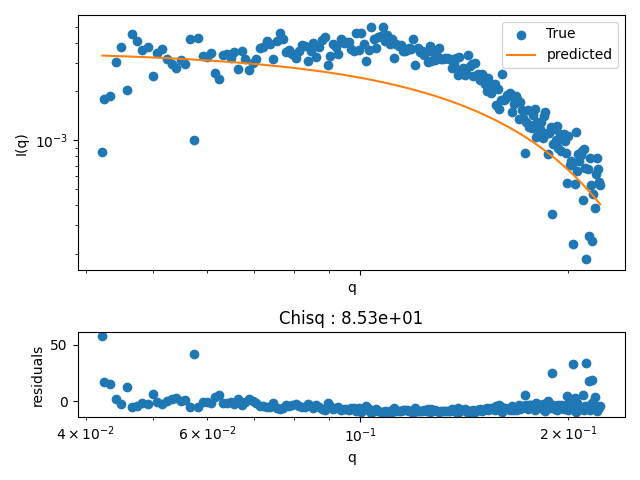 True
predicted
I(q)
10⁻³
q
Chisq : 8.53e+01
residuals
50
0
4 × 10⁻²
6 × 10⁻²
10⁻¹
2 × 10⁻¹
q